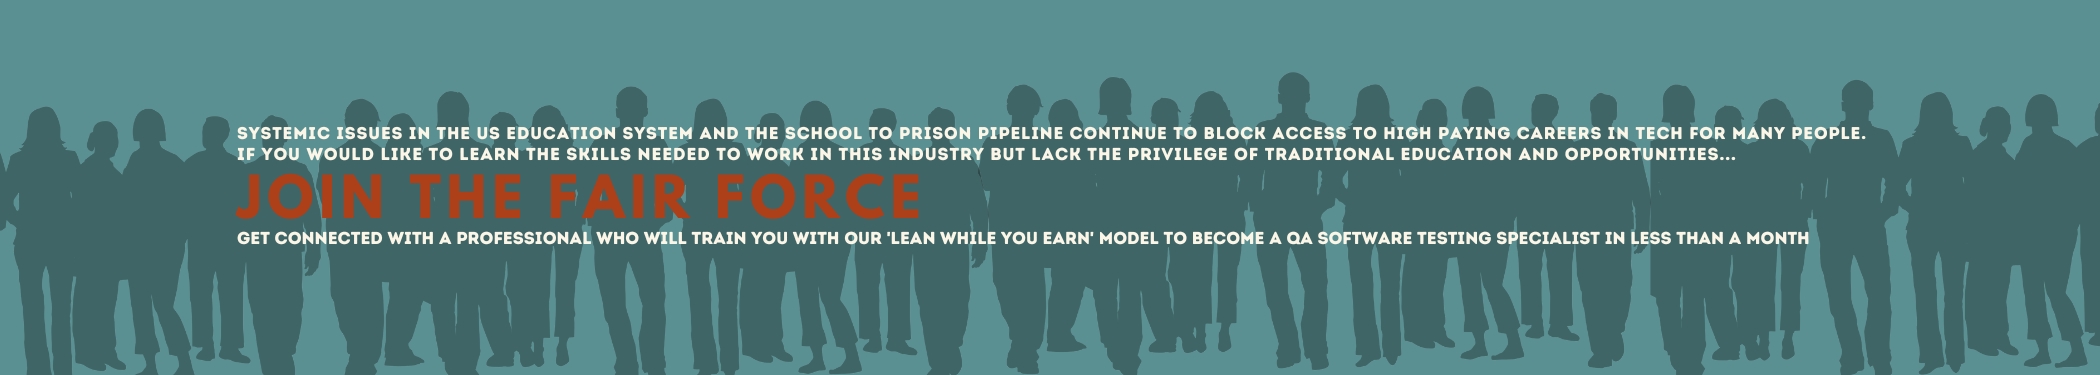 SYSTEMIC ISSUES IN THE US EDUCATION SYSTEM AND THE SCHOOL TO PRISON PIPELINE CONTINUE TO BLOCK ACCESS TO HIGH PAYING CAREERS IN TECH FOR MANY PEOPLE.
IF YOU WOULD LIKE TO LEARN THE SKILLS NEEDED TO WORK IN THIS INDUSTRY BUT LACK THE PRIVILEGE OF TRADITIONAL EDUCATION AND OPPORTUNITIES...
JOIN THE FAIR FORCE
GET CONNECTED WITH A PROFESSIONAL WHO WILL TRAIN YOU WITH OUR 'LEAN WHILE YOU EARN' MODEL TO BECOME A QA SOFTWARE TESTING SPECIALIST IN LESS THAN A MONTH